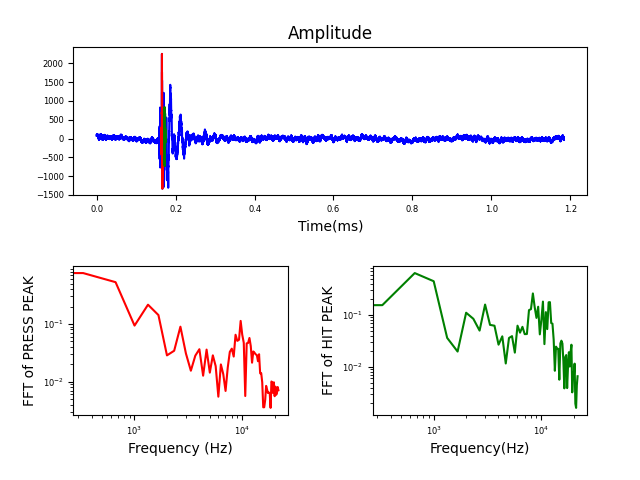 Amplitude
2000
1500
1000
500
0
−500
−1000
−1500
0.0 0.2 0.4 0.6 0.8 1.0 1.2
Time(ms)
FFT of PRESS PEAK
10⁻¹
10⁻²
10³ 10⁴
Frequency (Hz)
FFT of HIT PEAK
10⁻¹
10⁻²
10³ 10⁴
Frequency(Hz)